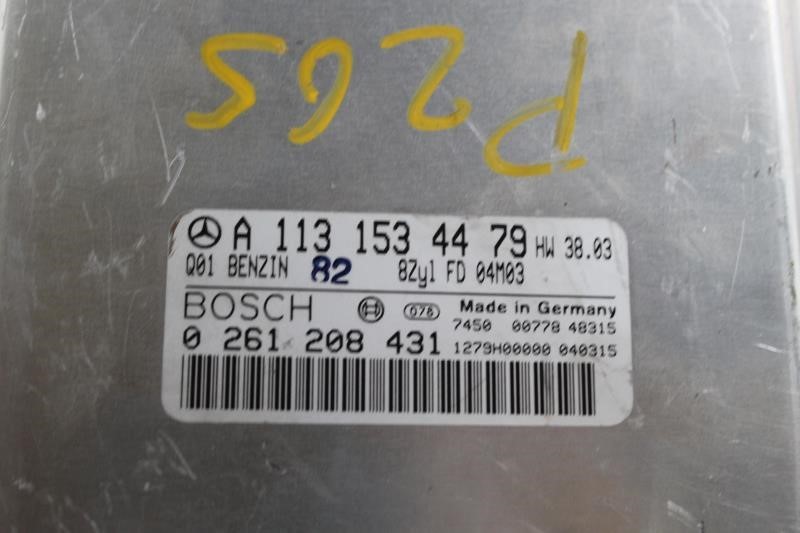 P265
A 113 153 44 79 HW 38.03
Q01 BENZIN 82 8Zyl FD 04M03
BOSCH 078 Made in Germany
7450 00778 48315
0 261 208 431 1279H00000 040315